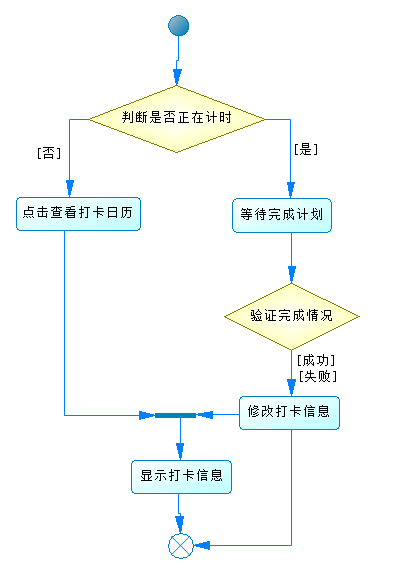 判断是否正在计时
[否]
[是]
点击查看打卡日历
等待完成计划
验证完成情况
[成功]
[失败]
修改打卡信息
显示打卡信息